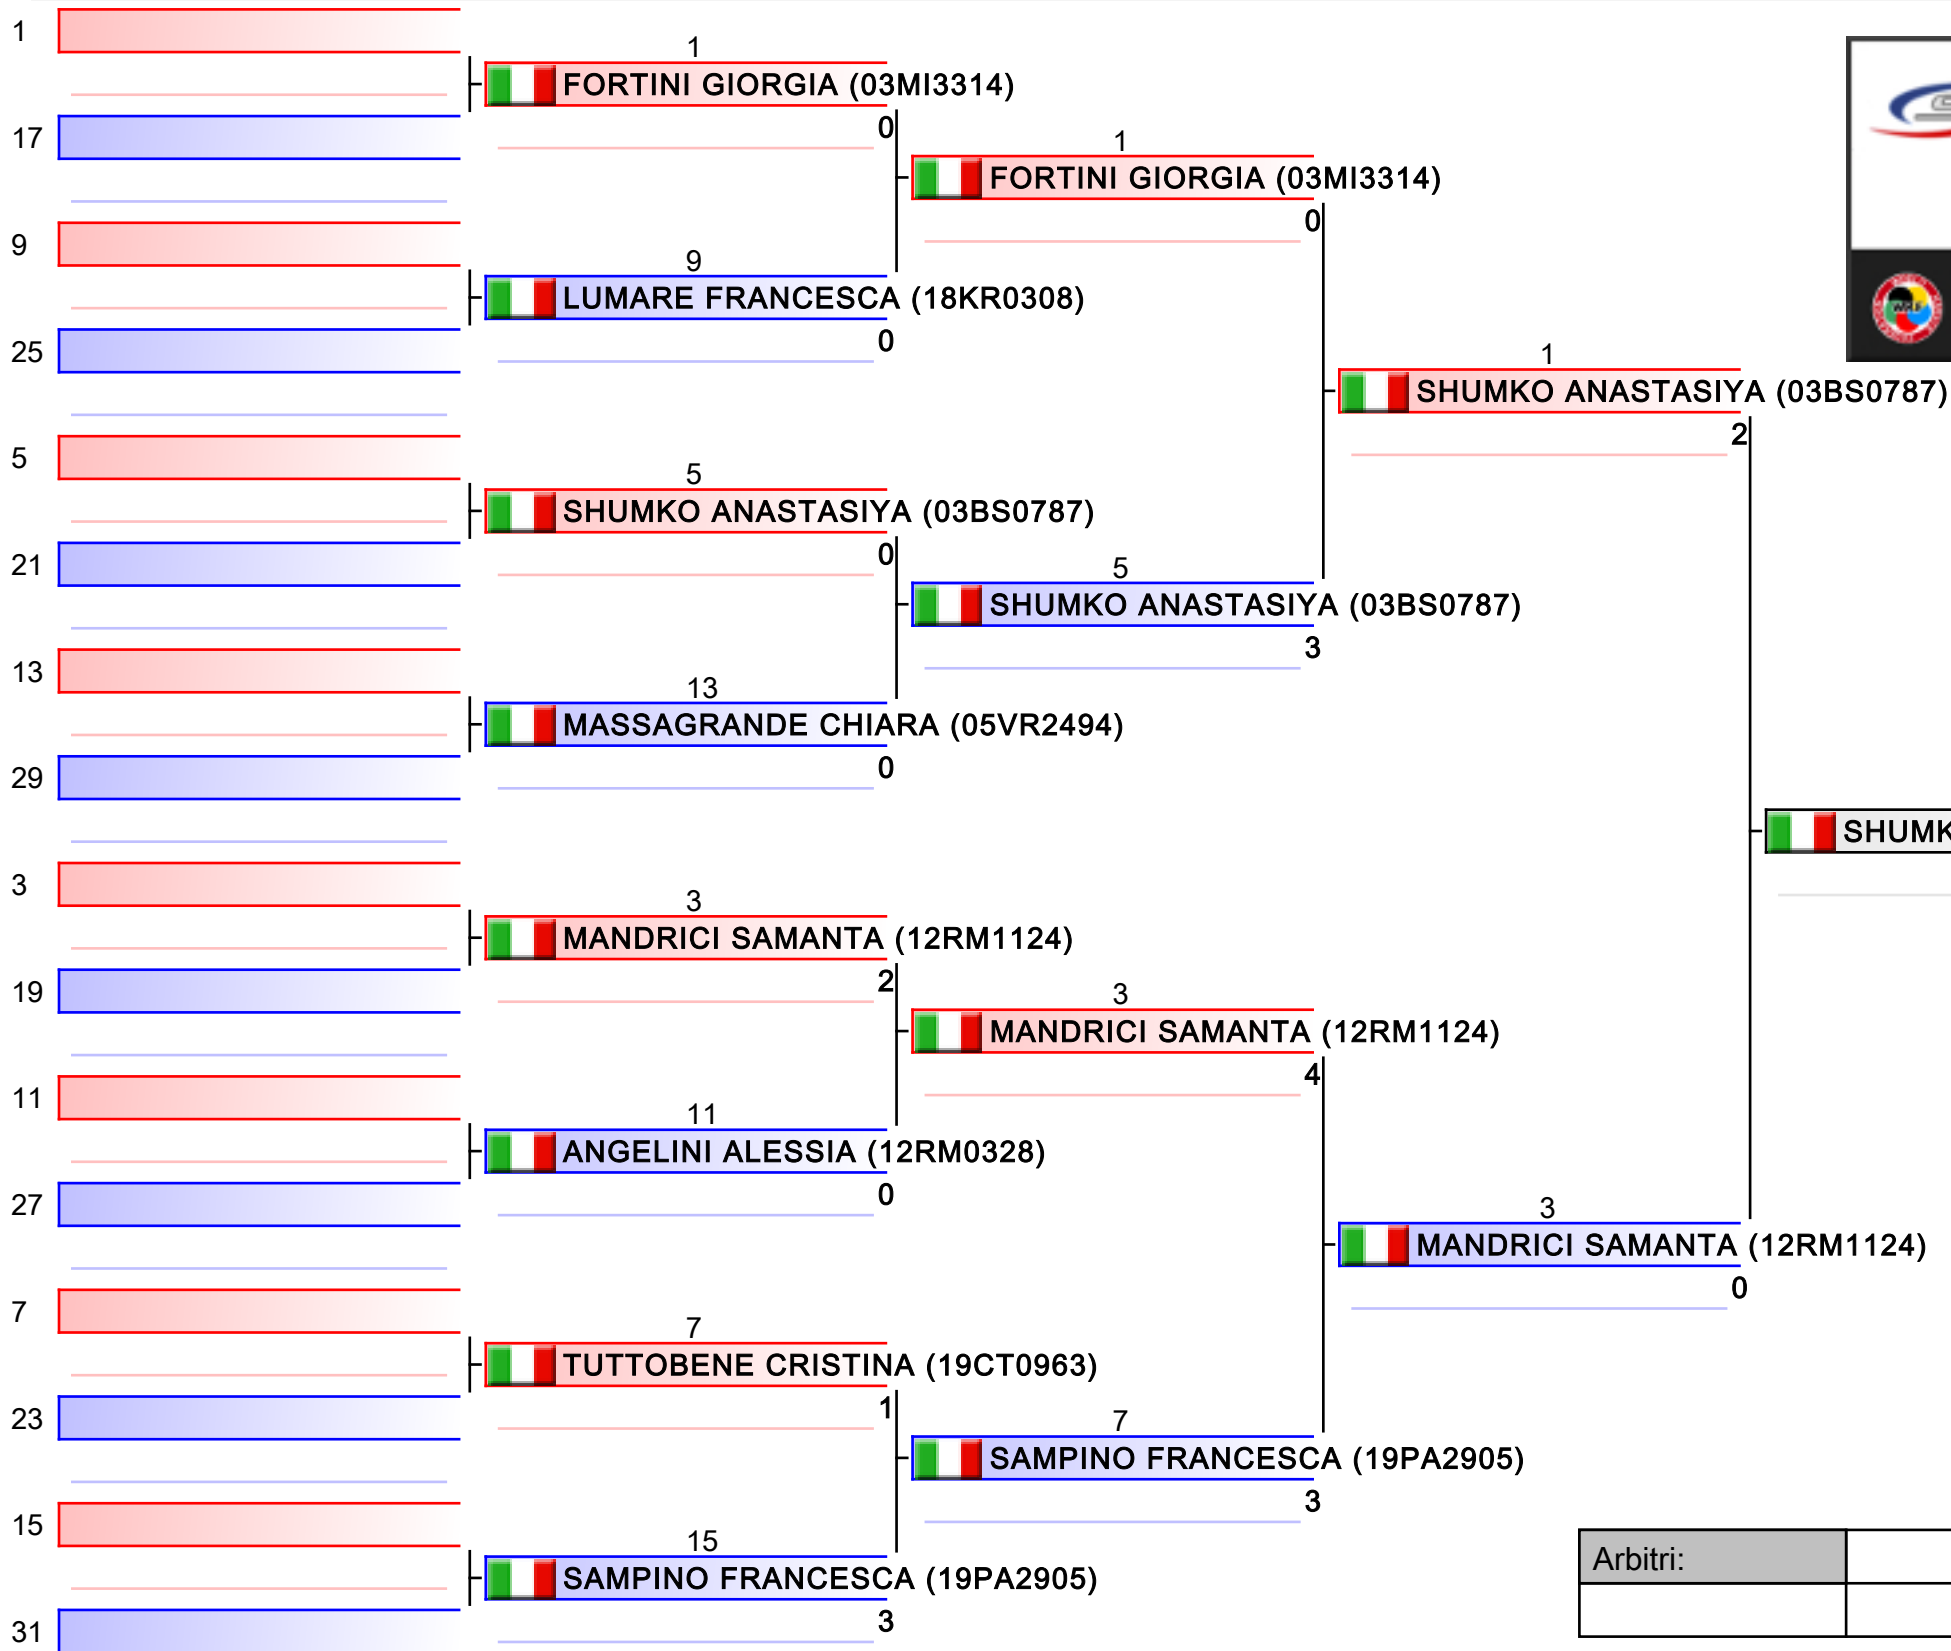 1
17
9
25
5
21
13
29
3
19
11
27
7
23
15
31
1
FORTINI GIORGIA (03MI3314)
0
9
LUMARE FRANCESCA (18KR0308)
0
5
SHUMKO ANASTASIYA (03BS0787)
0
13
MASSAGRANDE CHIARA (05VR2494)
0
3
MANDRICI SAMANTA (12RM1124)
2
11
ANGELINI ALESSIA (12RM0328)
0
7
TUTTOBENE CRISTINA (19CT0963)
1
15
SAMPINO FRANCESCA (19PA2905)
3
1
FORTINI GIORGIA (03MI3314)
0
5
SHUMKO ANASTASIYA (03BS0787)
3
3
MANDRICI SAMANTA (12RM1124)
4
7
SAMPINO FRANCESCA (19PA2905)
3
1
SHUMKO ANASTASIYA (03BS0787)
2
3
MANDRICI SAMANTA (12RM1124)
0
SHUMK
Arbitri: